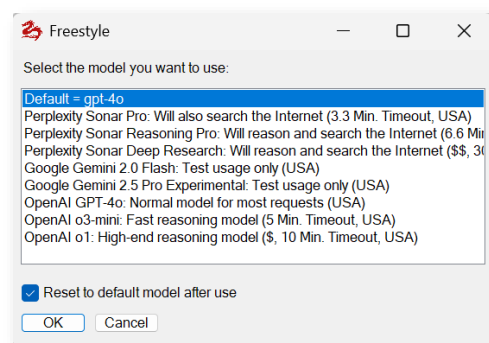 Freestyle
Select the model you want to use:
Default = gpt-4o
Perplexity Sonar Pro: Will also search the Internet (3.3 Min. Timeout, USA)
Perplexity Sonar Reasoning Pro: Will reason and search the Internet (6.6 Mi
Perplexity Sonar Deep Research: Will reason and search the Internet ($$, 30
Google Gemini 2.0 Flash: Test usage only (USA)
Google Gemini 2.5 Pro Experimental: Test usage only (USA)
OpenAI GPT-4o: Normal model for most requests (USA)
OpenAI o3-mini: Fast reasoning model (5 Min. Timeout, USA)
OpenAI o1: High-end reasoning model ($, 10 Min. Timeout, USA)
Reset to default model after use
OK Cancel